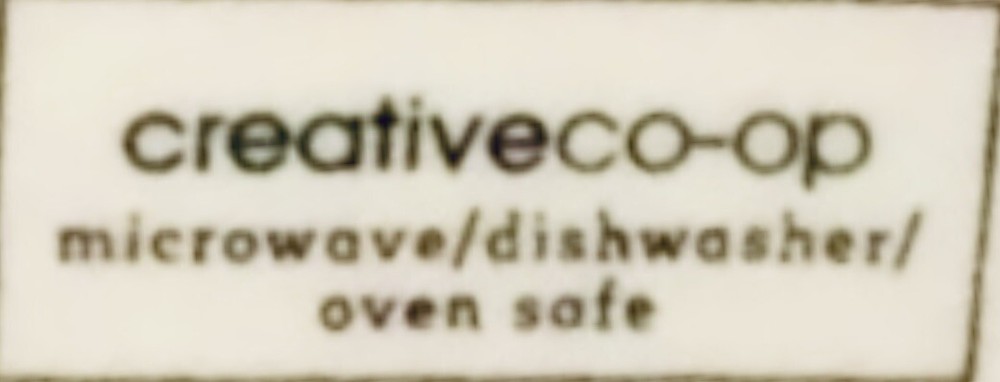 creativeco-op
microwave/dishwasher/
oven safe